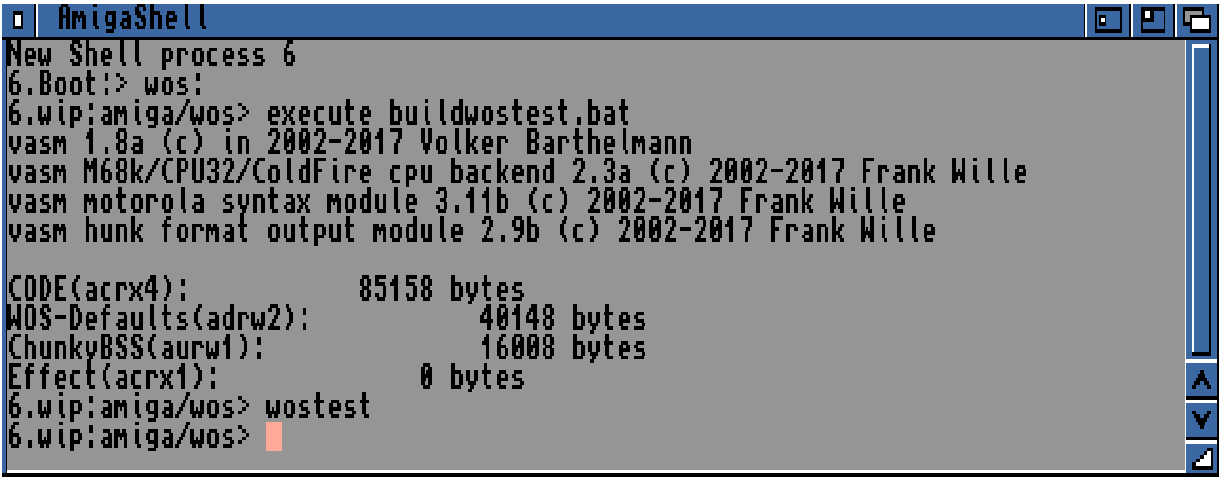 AmigaShell
New Shell process 6
6.Boot:> wos:
6.wip:amiga/wos> execute buildwostest.bat
vasm 1.8a (c) in 2002-2017 Volker Barthelmann
vasm M68k/CPU32/ColdFire cpu backend 2.3a (c) 2002-2017 Frank Wille
vasm motorola syntax module 3.11b (c) 2002-2017 Frank Wille
vasm hunk format output module 2.9b (c) 2002-2017 Frank Wille
CODE(acrx4): 85158 bytes
WOS-Defaults(adrw2): 40148 bytes
ChunkyBSS(aurw1): 16008 bytes
Effect(acrx1): 0 bytes
6.wip:amiga/wos> wostest
6.wip:amiga/wos>